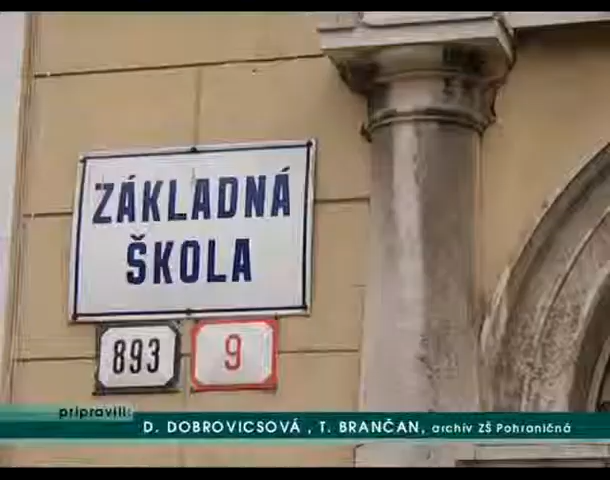 ZÁKLADNÁ
ŠKOLA
893
9
pripravili:
D. DOBROVICSOVÁ , T. BRANČAN, archív ZŠ Pohraničná